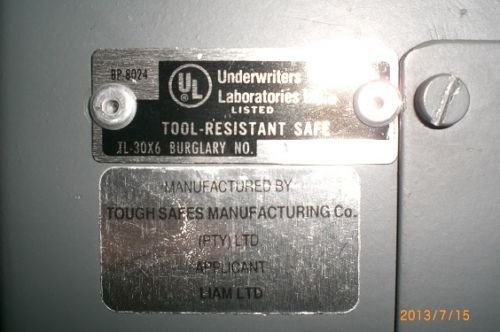 BP-8024
UL
Underwriters
Laboratories
LISTED
TOOL-RESISTANT SAFE
TL-30X6 BURGLARY NO.
MANUFACTURED BY
TOUGH SAFES MANUFACTURING Co.
(PTY) LTD
APPLICANT
LIAM LTD
2013/7/15